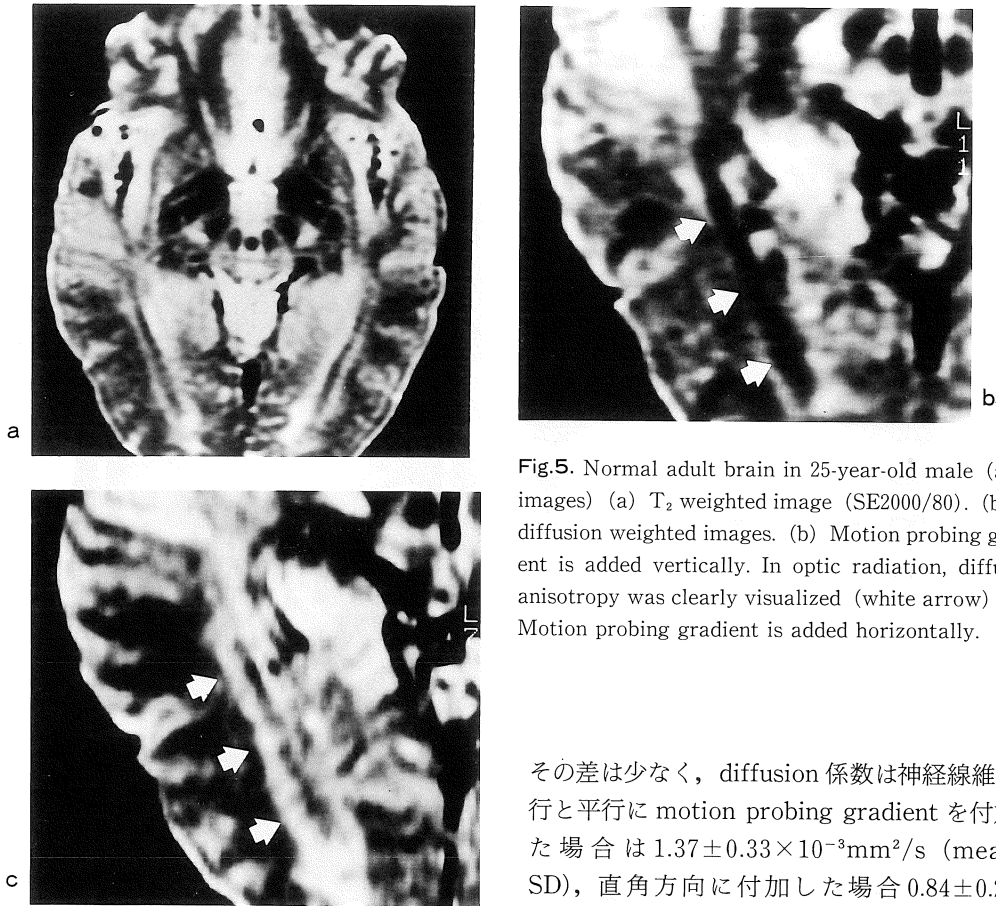 a
b
L
1
1
c
L
Fig.5. Normal adult brain in 25-year-old male
images) (a) T₂ weighted image (SE2000/80).
diffusion weighted images. (b) Motion probing
ent is added vertically. In optic radiation,
anisotropy was clearly visualized (white arrow)
Motion probing gradient is added horizontally.
その差は少なく，diffusion 係数は神経線維
行と平行に motion probing gradient を付
た場合は 1.37±0.33×10⁻³mm²/s
SD)，直角方向に付加した場合 0.84±